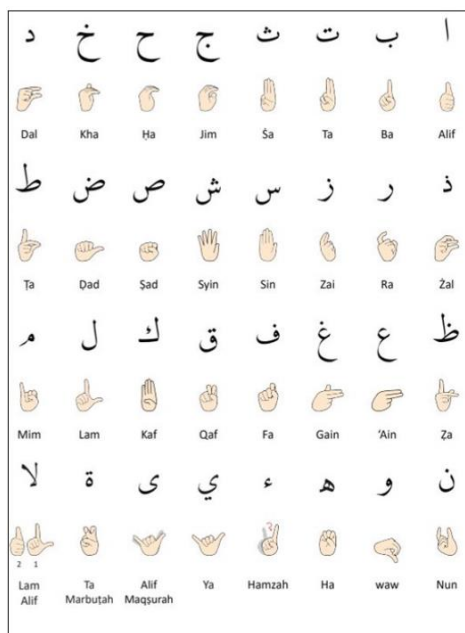 ا ب ت ث ج ح خ د
Dal Kha Ḥa Jim Śa Ta Ba Alif
ذ ر ز س ش ص ض ط
Ṭa Ḍad Ṣad Syin Sin Zai Ra Żal
ظ ع غ ف ق ك ل م
Mim Lam Kaf Qaf Fa Gain 'Ain Ẓa
ن و ه ء ي ى ة لا
2 1
Lam Alif Ta Marbuṭah Alif Maqṣurah Ya Hamzah Ha waw Nun